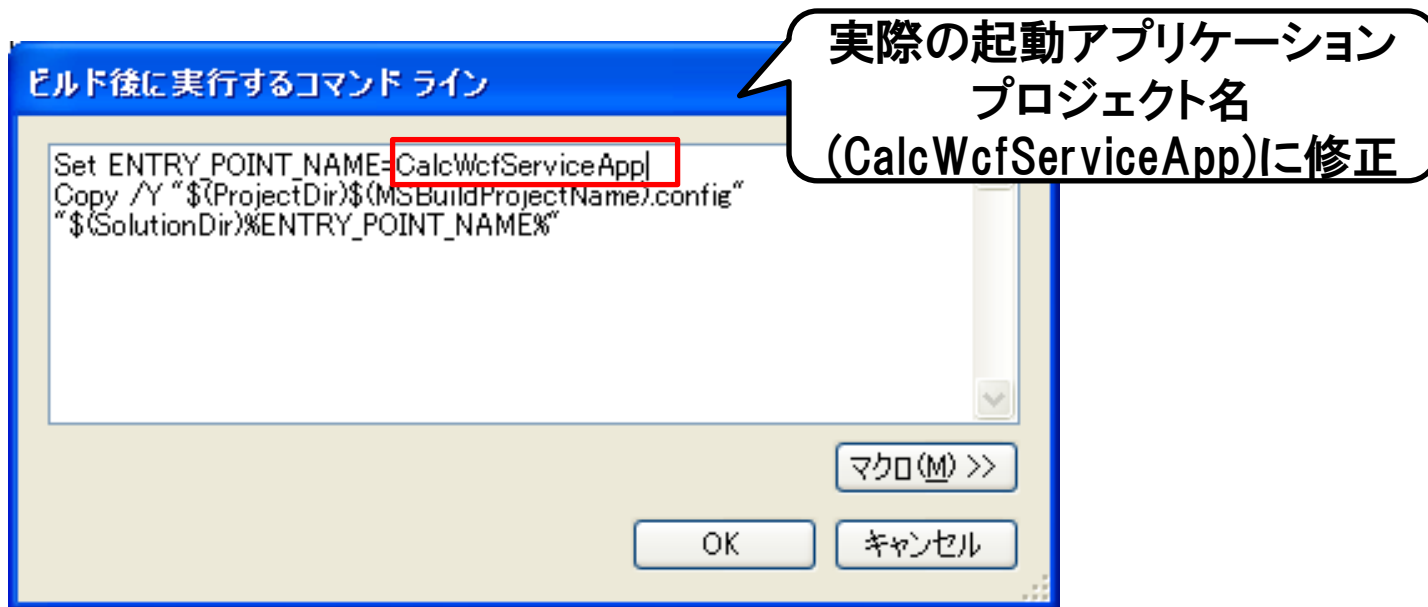 実際の起動アプリケーション
プロジェクト名
(CalcWcfServiceApp)に修正
ビルド後に実行するコマンド ライン
Set ENTRY_POINT_NAME=CalcWcfServiceApp
Copy /Y "$(ProjectDir)$(MSBuildProjectName).config"
"$(SolutionDir)%ENTRY_POINT_NAME%"
マクロ(M) >>
OK
キャンセル